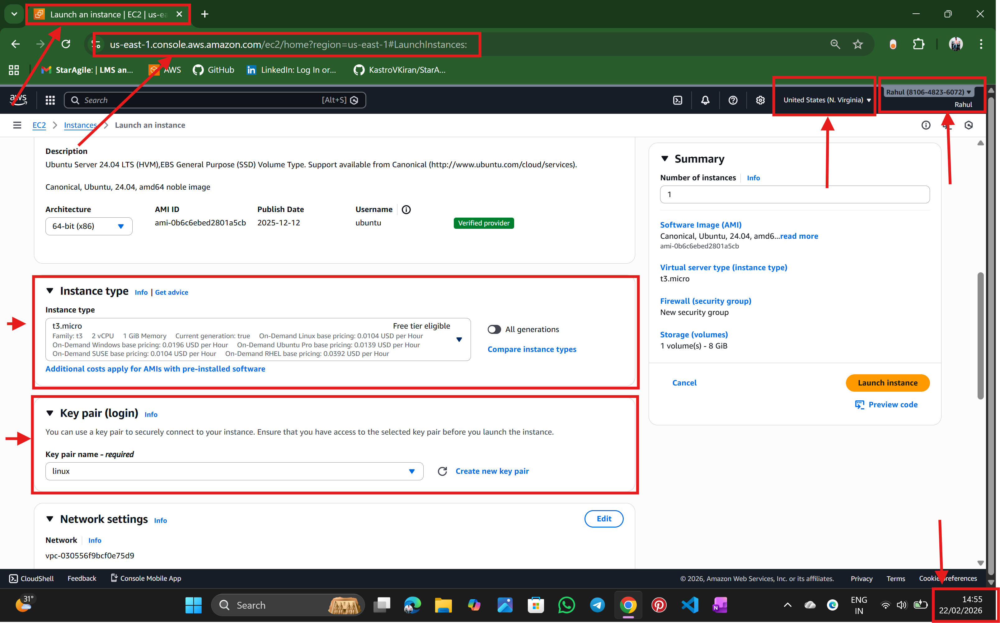 Launch an instance | EC2 | us-ea
us-east-1.console.aws.amazon.com/ec2/home?region=us-east-1#LaunchInstances:
StarAgile: | LMS an...
AWS
GitHub
LinkedIn: Log In or...
KastroVKiran/StarA...
aws
Search
[Alt+S]
United States (N. Virginia)
Rahul (8106-4823-6072)
Rahul
EC2
Instances
Launch an instance
Description
Ubuntu Server 24.04 LTS (HVM),EBS General Purpose (SSD) Volume Type. Support available from Canonical (http://www.ubuntu.com/cloud/services).
Canonical, Ubuntu, 24.04, amd64 noble image
Architecture
AMI ID
Publish Date
Username
64-bit (x86)
ami-0b6c6ebed2801a5cb
2025-12-12
ubuntu
Verified provider
Instance type
Info | Get advice
Instance type
t3.micro
Free tier eligible
Family: t3 2 vCPU 1 GiB Memory Current generation: true On-Demand Linux base pricing: 0.0104 USD per Hour
On-Demand Windows base pricing: 0.0196 USD per Hour On-Demand Ubuntu Pro base pricing: 0.0139 USD per Hour
On-Demand SUSE base pricing: 0.0104 USD per Hour On-Demand RHEL base pricing: 0.0392 USD per Hour
All generations
Compare instance types
Additional costs apply for AMIs with pre-installed software
Key pair (login)
Info
You can use a key pair to securely connect to your instance. Ensure that you have access to the selected key pair before you launch the instance.
Key pair name - required
linux
Create new key pair
Network settings
Info
Edit
Network
Info
vpc-030556f9bcf0e75d9
Summary
Number of instances
Info
1
Software Image (AMI)
Canonical, Ubuntu, 24.04, amd6...read more
ami-0b6c6ebed2801a5cb
Virtual server type (instance type)
t3.micro
Firewall (security group)
New security group
Storage (volumes)
1 volume(s) - 8 GiB
Cancel
Launch instance
Preview code
CloudShell
Feedback
Console Mobile App
© 2026, Amazon Web Services, Inc. or its affiliates.
Privacy
Terms
Cookie preferences
31°
Search
ENG
IN
14:55
22/02/2026